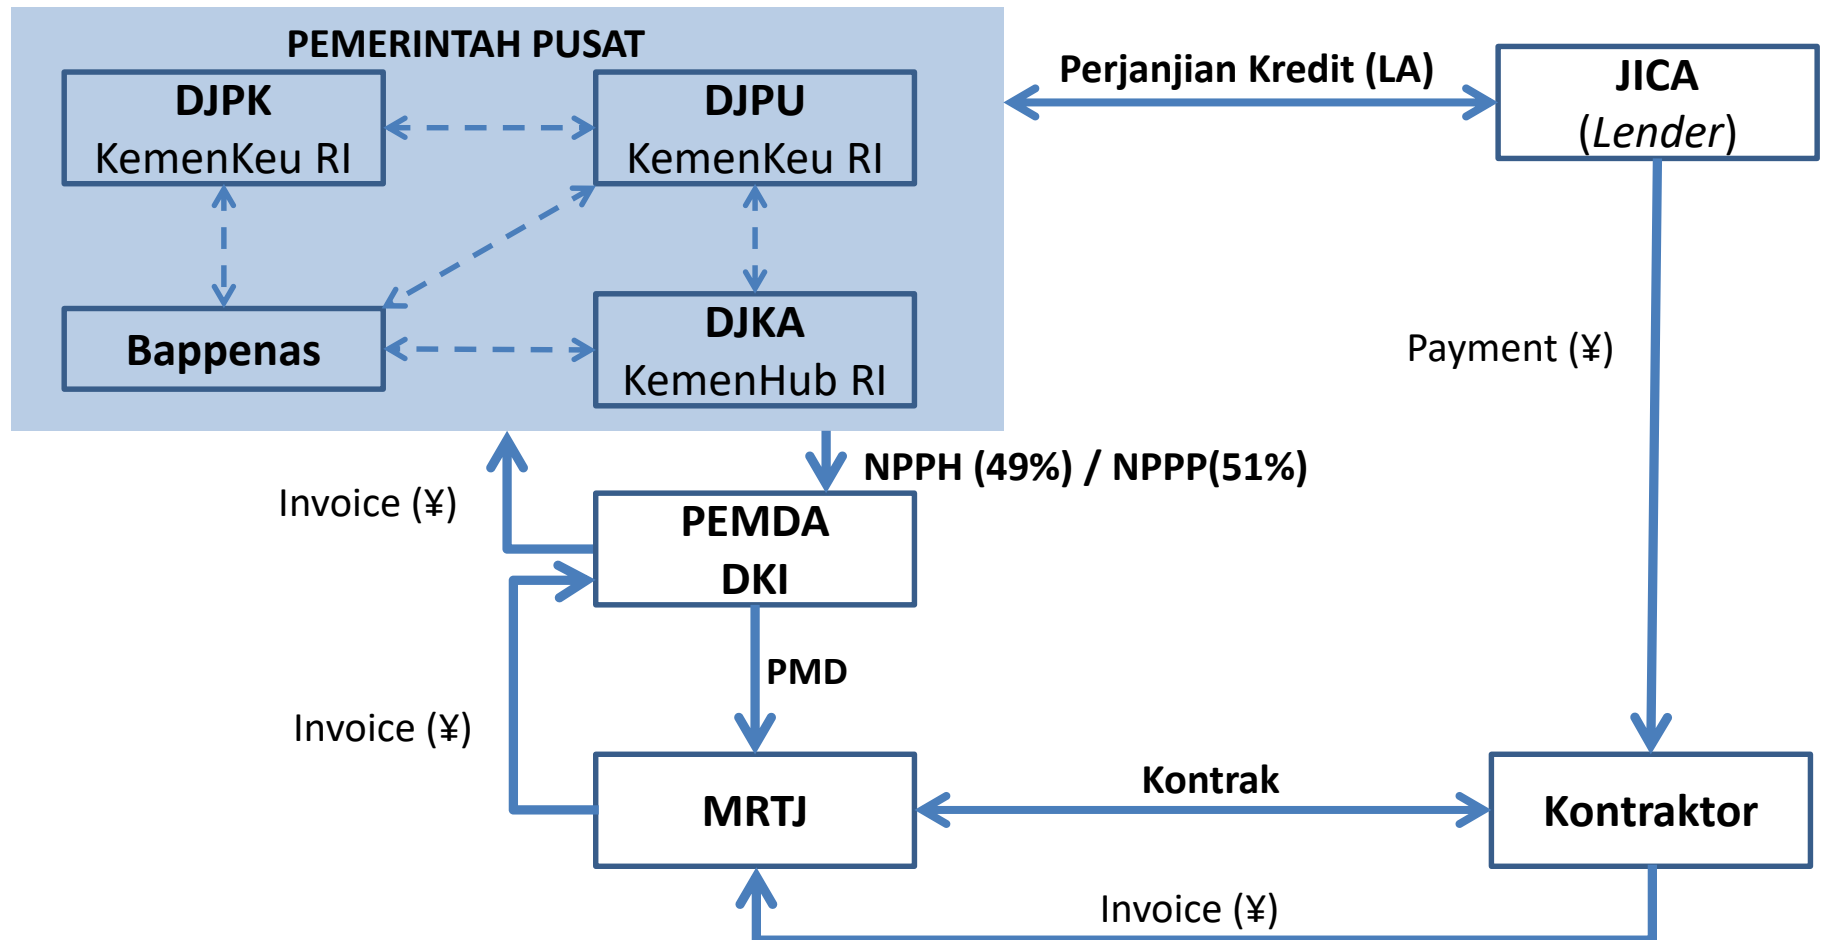 PEMERINTAH PUSAT
DJPK
KemenKeu RI
DJPU
KemenKeu RI
Perjanjian Kredit (LA)
JICA
(Lender)
Bappenas
DJKA
KemenHub RI
Payment (¥)
NPPH (49%) / NPPP(51%)
Invoice (¥)
PEMDA
DKI
PMD
Invoice (¥)
MRTJ
Kontrak
Kontraktor
Invoice (¥)